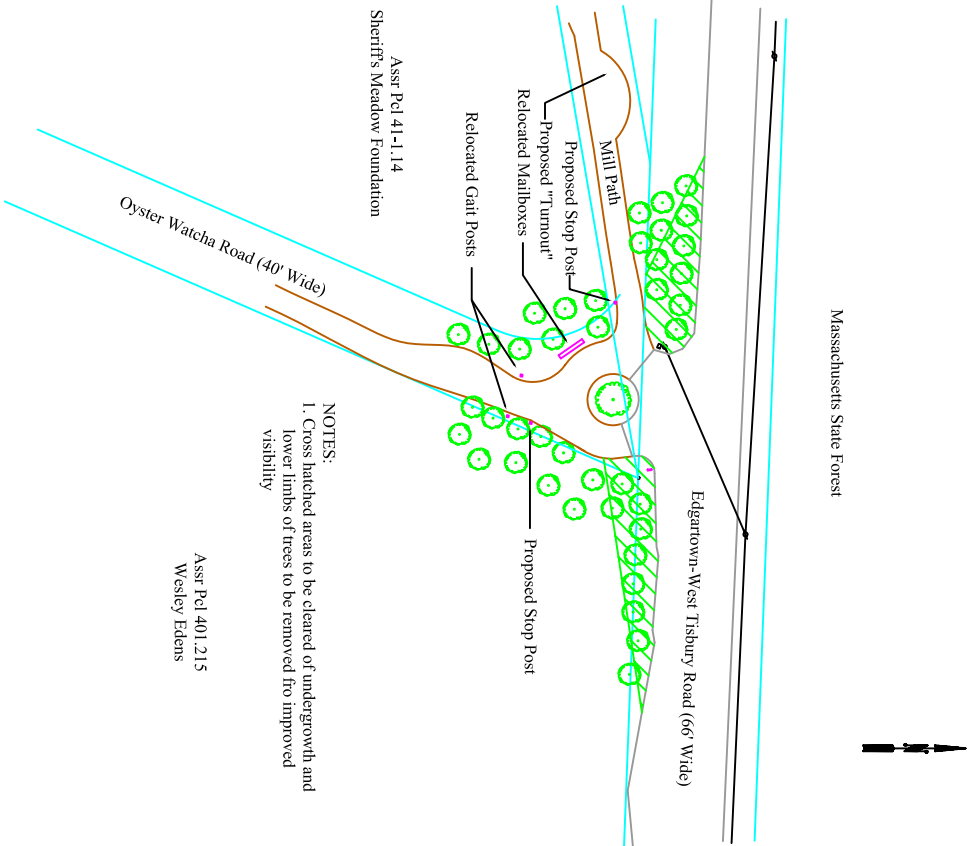 Massachusetts State Forest
Edgartown-West Tisbury Road (66' Wide)
Mill Path
Proposed Stop Post
Proposed "Turnout"
Relocated Mailboxes
Relocated Gait Posts
Assr Pcl 41-1.14
Sheriff's Meadow Foundation
Oyster Watcha Road (40' Wide)
Proposed Stop Post
NOTES:
1. Cross hatched areas to be cleared of undergrowth and
lower limbs of trees to be removed fro improved
visibility
Assr Pcl 401.215
Wesley Edens
N